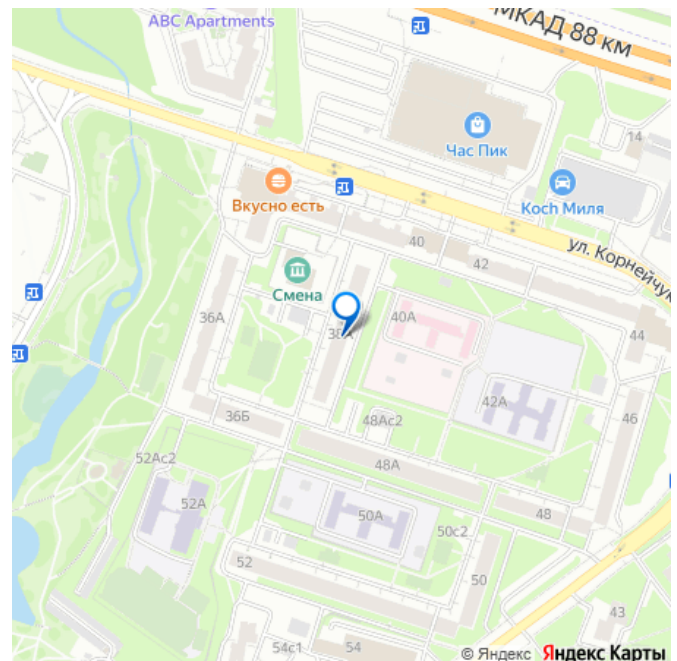 ABC Apartments
МКАД 88 км
14
Час Пик
Koch Миля
Вкусно есть
ул. Корнейчук
40
42
Смена
36А
38А
40А
44
42А
46
36Б
48Ас2
52Ас2
48А
52А
50А
48
50с2
52
50
43
54с1
54
© Яндекс Яндекс Карты